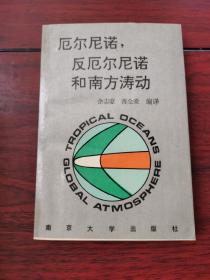 厄尔尼诺,
反厄尔尼诺
和南方涛动
余志豪 蒋全荣 编译
TROPICAL OCEANS
GLOBAL ATMOSPHERE
南京大学出版社